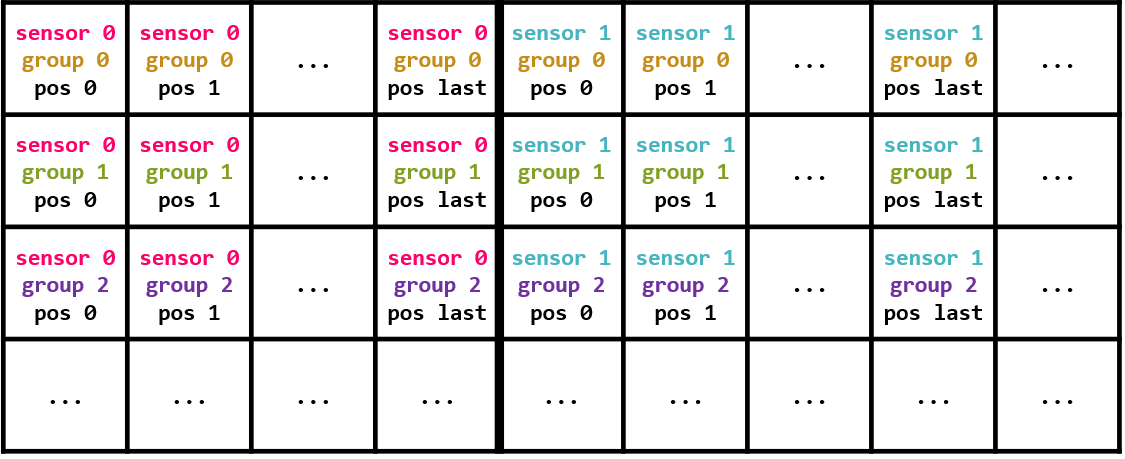 sensor 0 sensor 0 sensor 0 sensor 1 sensor 1 sensor 1
group 0 group 0 ... group 0 group 0 group 0 ... group 0 ...
pos 0 pos 1 pos last pos 0 pos 1 pos last
sensor 0 sensor 0 sensor 0 sensor 1 sensor 1 sensor 1
group 1 group 1 ... group 1 group 1 group 1 ... group 1 ...
pos 0 pos 1 pos last pos 0 pos 1 pos last
sensor 0 sensor 0 sensor 0 sensor 1 sensor 1 sensor 1
group 2 group 2 ... group 2 group 2 group 2 ... group 2 ...
pos 0 pos 1 pos last pos 0 pos 1 pos last
... ... ... ... ... ... ... ... ...